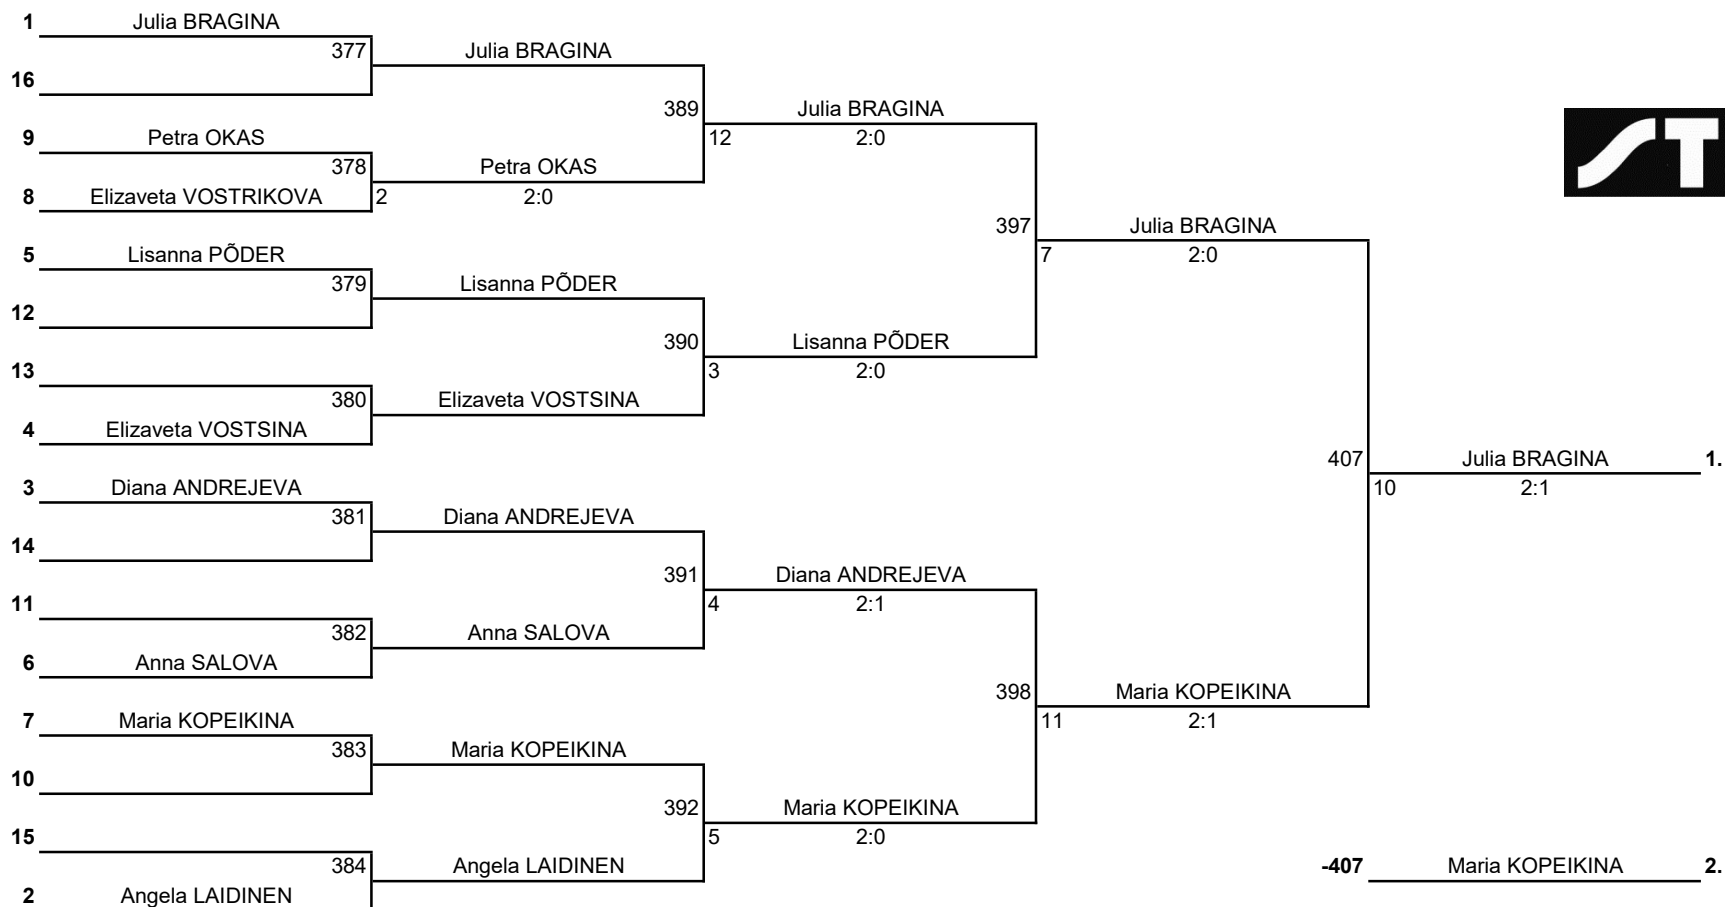 1 Julia BRAGINA
377 Julia BRAGINA
16
389 Julia BRAGINA
9 Petra OKAS 12 2:0
378 Petra OKAS
8 Elizaveta VOSTRIKOVA 2 2:0
397 Julia BRAGINA
5 Lisanna PÕDER 7 2:0
379 Lisanna PÕDER
12
390 Lisanna PÕDER
13 3 2:0
380 Elizaveta VOSTSINA
4 Elizaveta VOSTSINA
407 Julia BRAGINA 1.
3 Diana ANDREJEVA 10 2:1
381 Diana ANDREJEVA
14
391 Diana ANDREJEVA
11 4 2:1
382 Anna SALOVA
6 Anna SALOVA
398 Maria KOPEIKINA
7 Maria KOPEIKINA 11 2:1
383 Maria KOPEIKINA
10
392 Maria KOPEIKINA
15 5 2:0
384 Angela LAIDINEN -407 Maria KOPEIKINA 2.
2 Angela LAIDINEN
ST